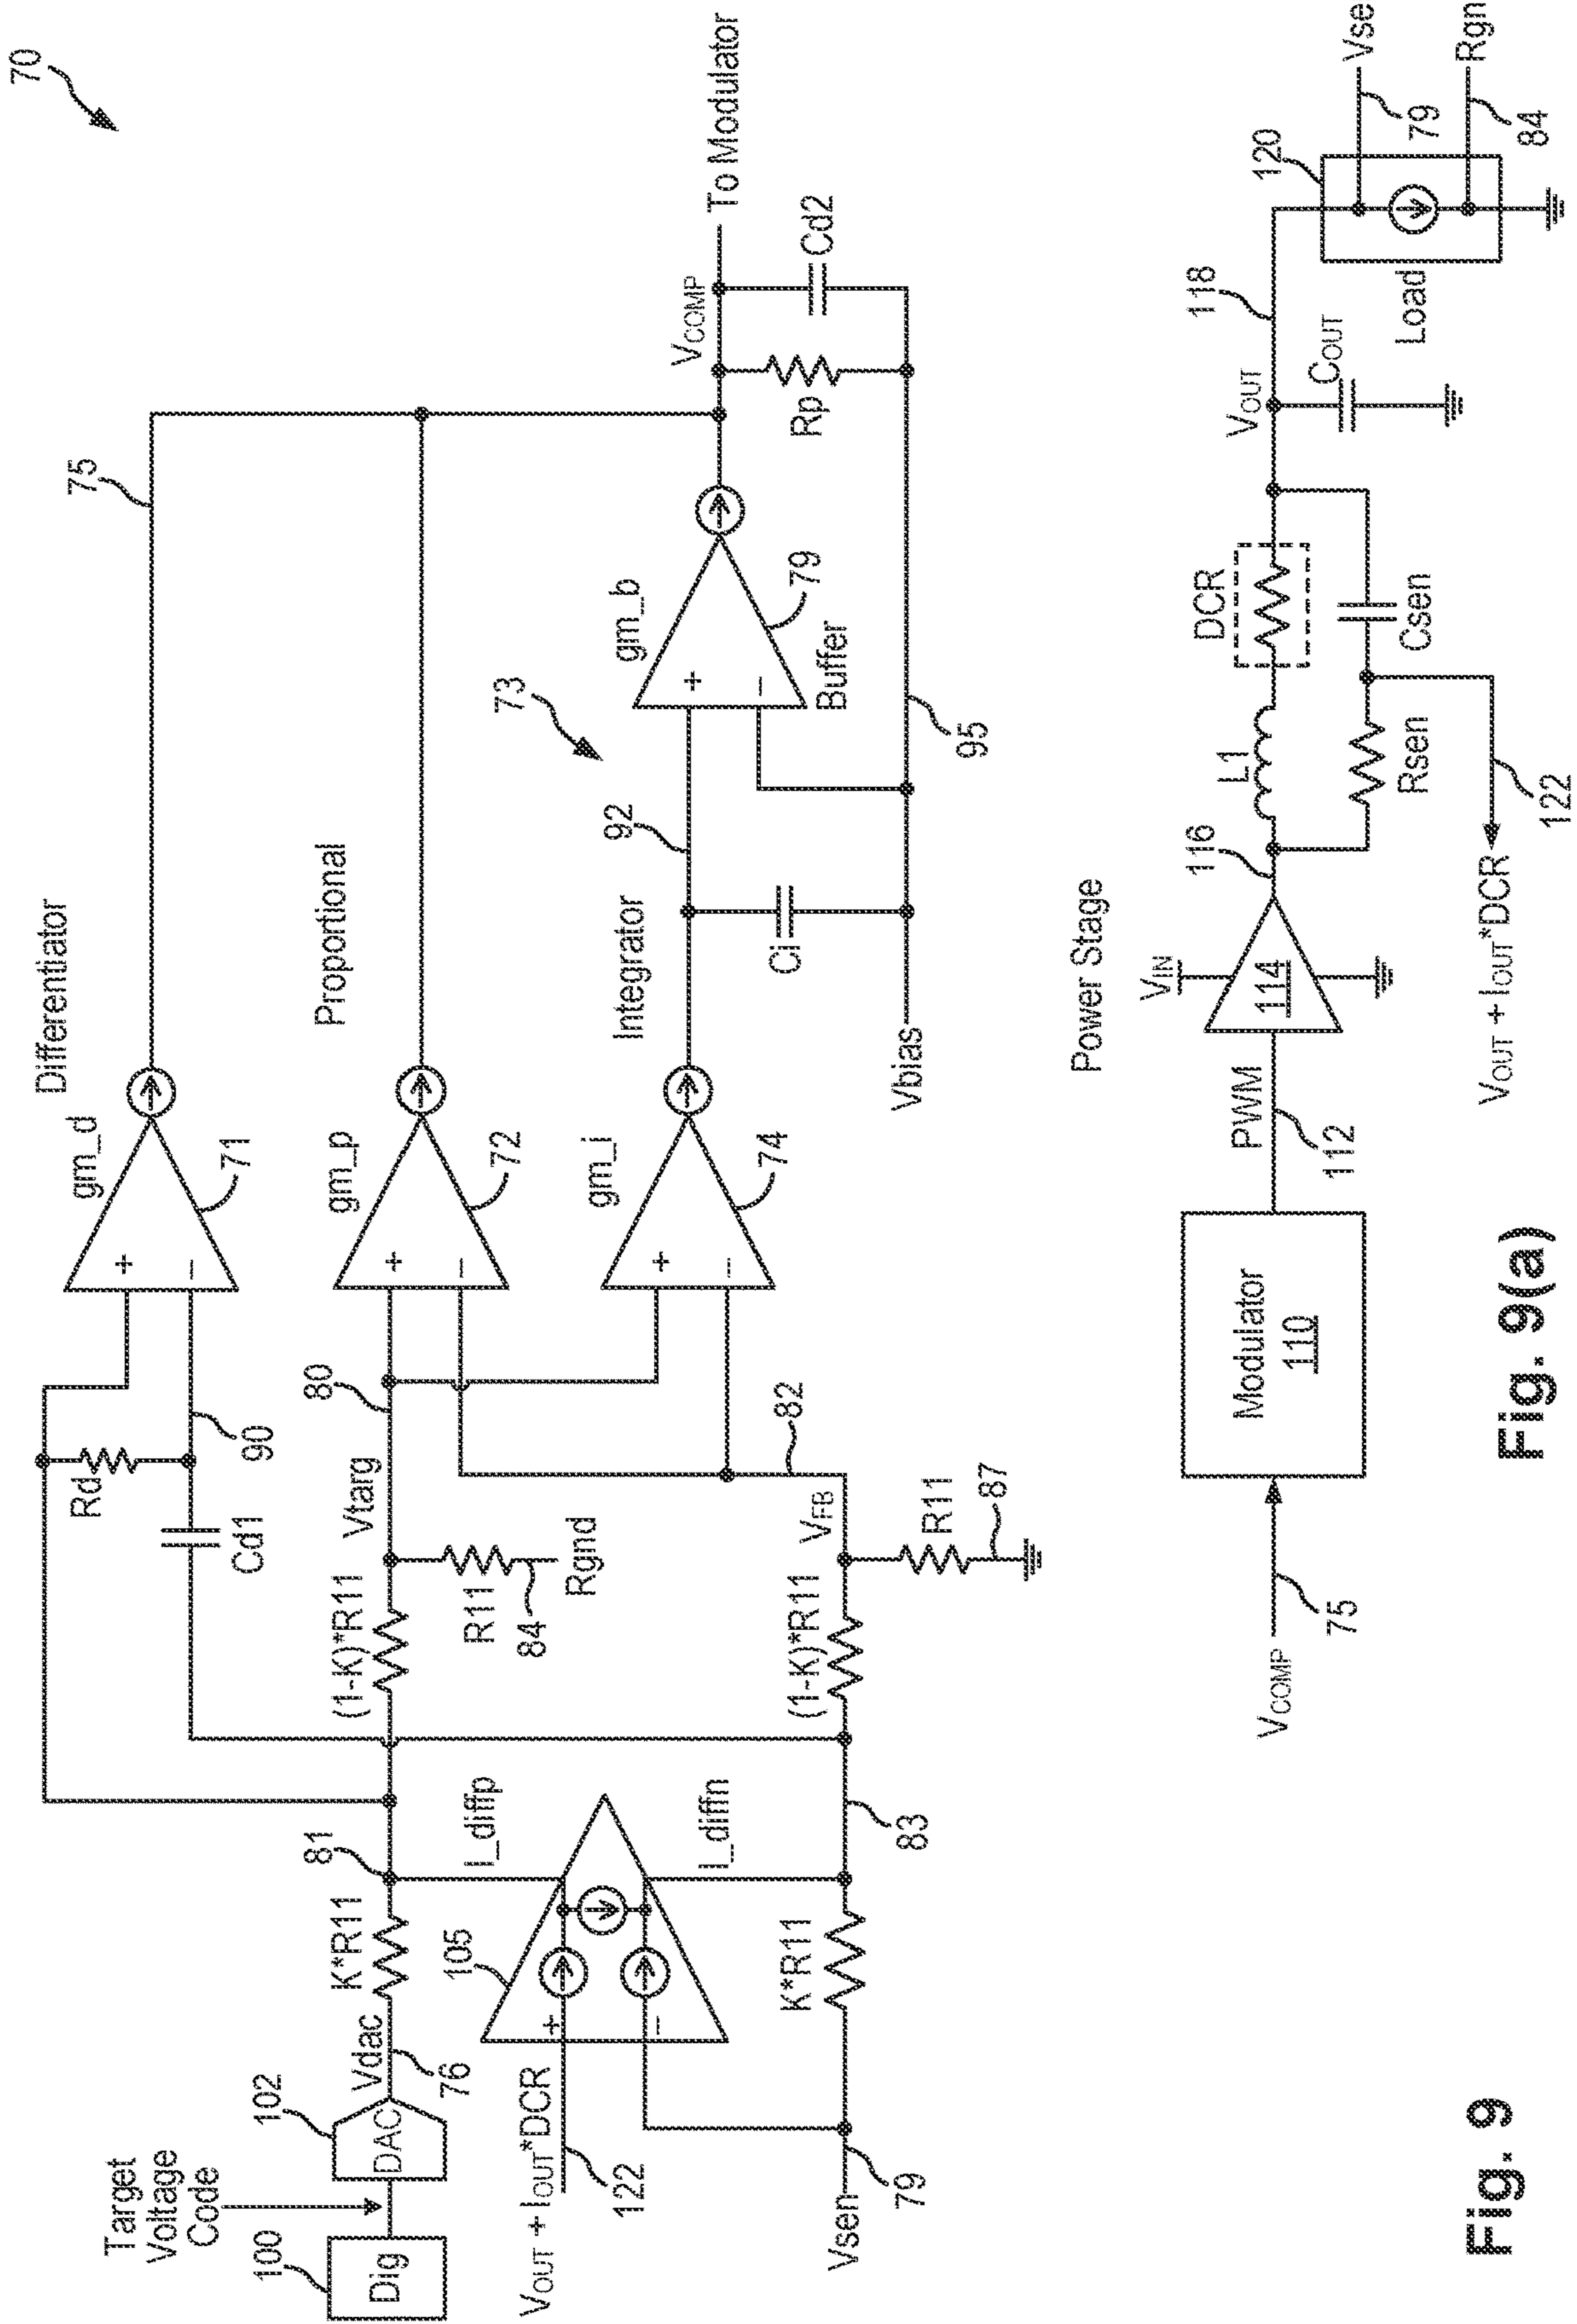 70
Differentiator
gm_d
71
75
Rd
Cd1
90
Target
Voltage
Code
100
Dig
102
DAC
Vdac
76
K*R11
81
(1-K)*R11
Vtarg
80
R11
84
Rgnd
gm_p
72
Proportional
gm_i
74
Integrator
92
73
gm_b
79
Buffer
VCOMP
To Modulator
Rp
Cd2
Ci
Vbias
95
VOUT + IOUT*DCR
122
105
+
−
I_diffp
I_diffn
Vsen
79
K*R11
83
(1-K)*R11
VFB
82
R11
87
+
−
+
−
+
−
+
−
Fig. 9
Power Stage
VCOMP
75
Modulator
110
PWM
112
VIN
114
116
L1
DCR
Rsen
Csen
122
VOUT + IOUT*DCR
VOUT
COUT
118
120
Load
Vse
79
Rgn
84
Fig. 9(a)